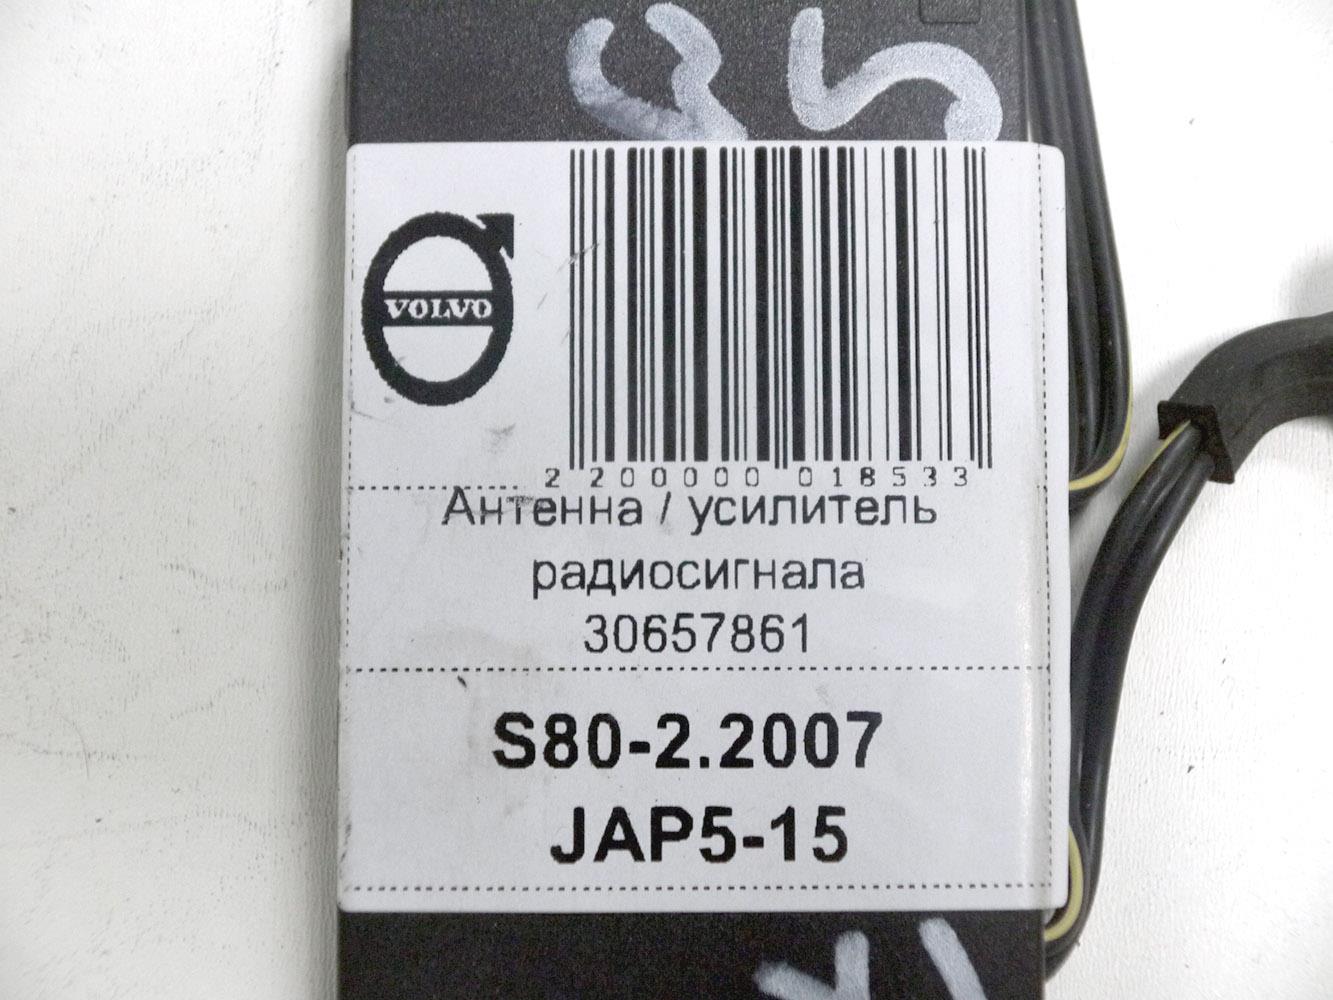 VOLVO
2 200000 018533
Антенна / усилитель
радиосигнала
30657861
S80-2.2007
JAP5-15